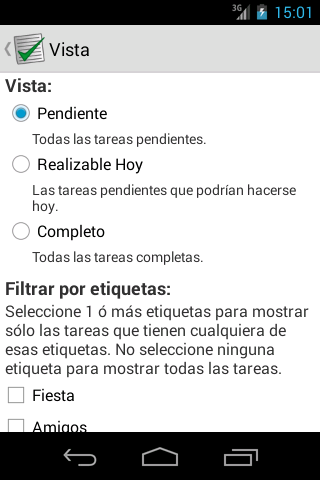 3G 15:01
Vista
Vista:
Pendiente
Todas las tareas pendientes.
Realizable Hoy
Las tareas pendientes que podrían hacerse
hoy.
Completo
Todas las tareas completas.
Filtrar por etiquetas:
Seleccione 1 ó más etiquetas para mostrar
sólo las tareas que tienen cualquiera de
esas etiquetas. No seleccione ninguna
etiqueta para mostrar todas las tareas.
Fiesta
Amigos